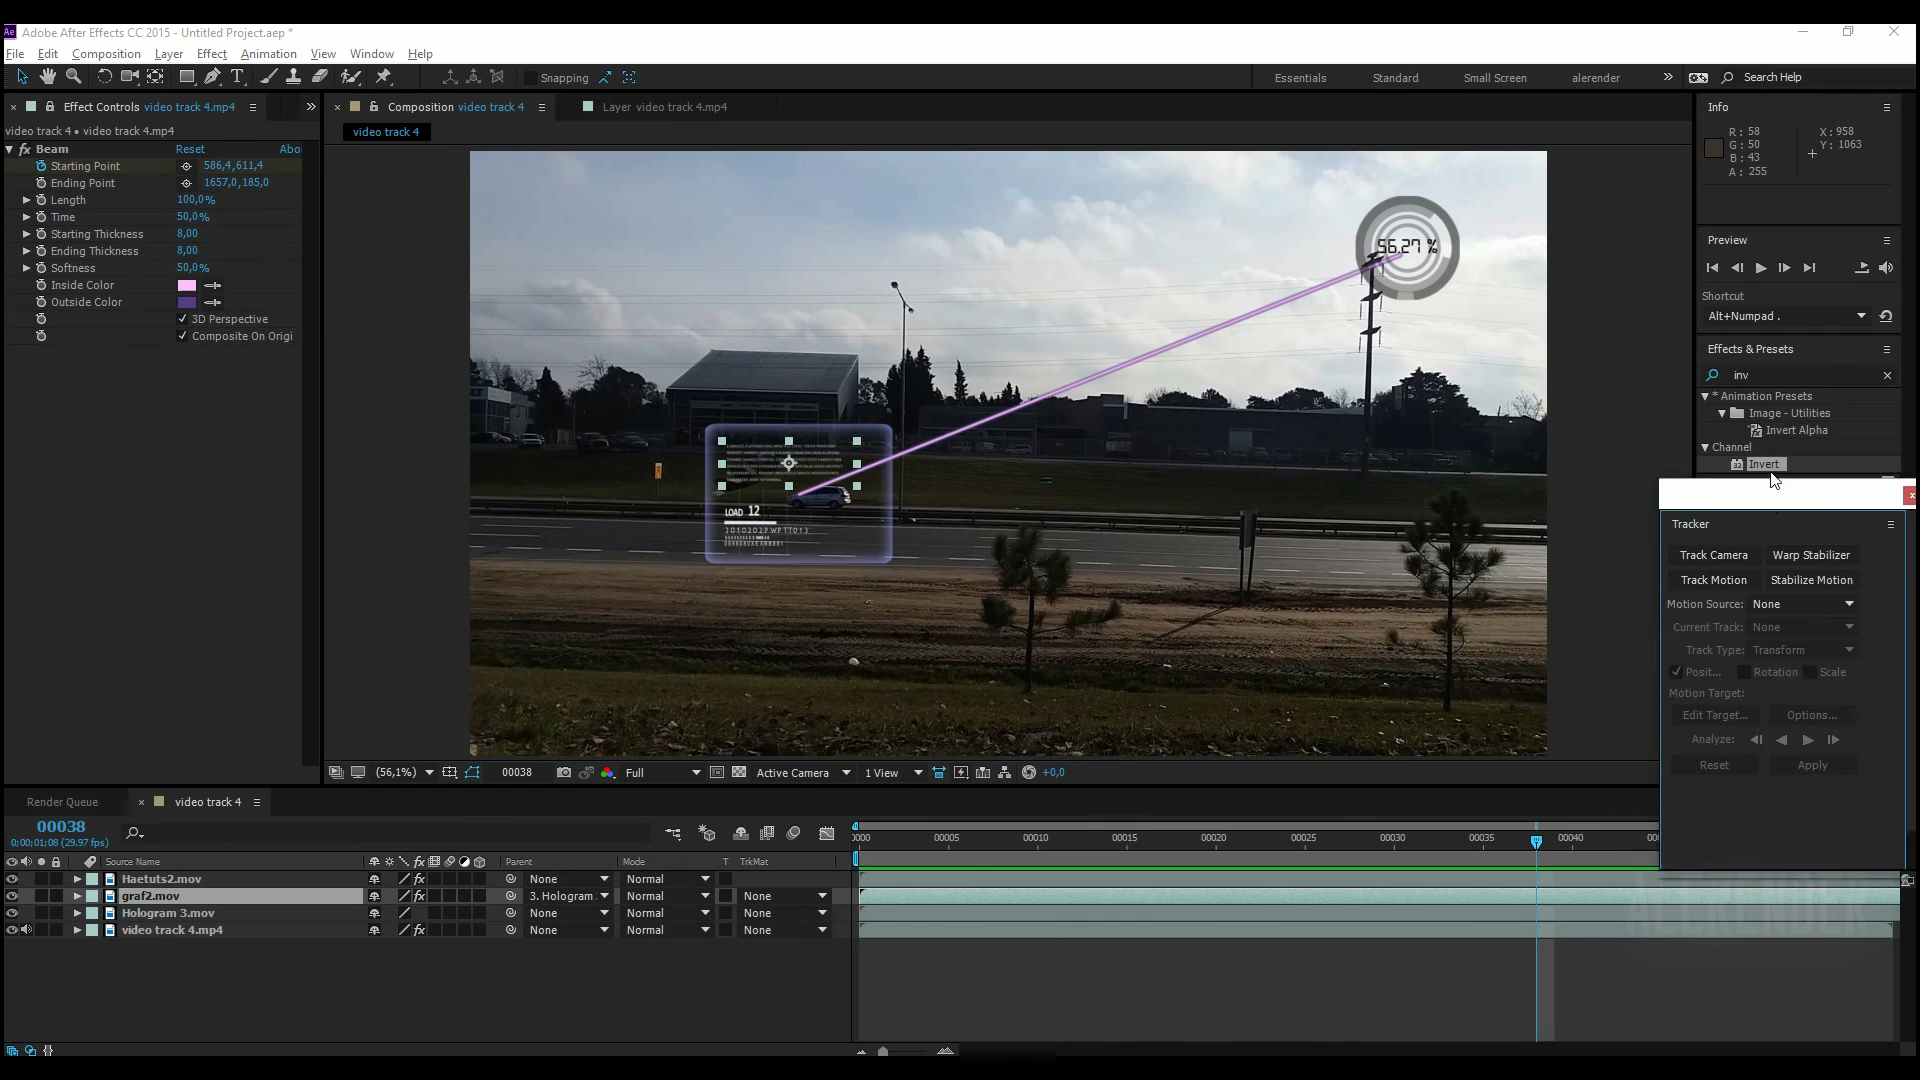 Ae Adobe After Effects CC 2015 - Untitled Project.aep *
File Edit Composition Layer Effect Animation View Window Help
Snapping
Essentials Standard Small Screen alerender » Search Help
Effect Controls video track 4.mp4 »
Composition video track 4
Layer video track 4.mp4
Info
video track 4 • video track 4.mp4
video track 4
R: 58 X: 958
G: 50 Y: 1063
B: 43
A: 255
fx Beam Reset Abo
Starting Point 586,4,611,4
Ending Point 1657,0,185,0
Length 100,0%
Time 50,0%
Starting Thickness 8,00
Ending Thickness 8,00
Softness 50,0%
Inside Color
Outside Color
3D Perspective
Composite On Origi
56.27 %
LOAD 12
Preview
Shortcut
Alt+Numpad .
Effects & Presets
inv
* Animation Presets
Image - Utilities
Invert Alpha
Channel
Invert
Tracker
Track Camera Warp Stabilizer
Track Motion Stabilize Motion
Motion Source: None
Current Track: None
Track Type: Transform
Posit... Rotation Scale
Motion Target:
Edit Target... Options...
Analyze:
Reset Apply
(56,1%) 00038 Full Active Camera 1 View +0,0
Render Queue video track 4
00038
0;00;01;08 (29.97 fps)
0000 00005 00010 00015 00020 00025 00030 00035 00040
Source Name fx Parent Mode T TrkMat
Haetuts2.mov fx None Normal
graf2.mov fx 3. Hologram Normal None
Hologram 3.mov None Normal None
video track 4.mp4 fx None Normal None
ALERENDER